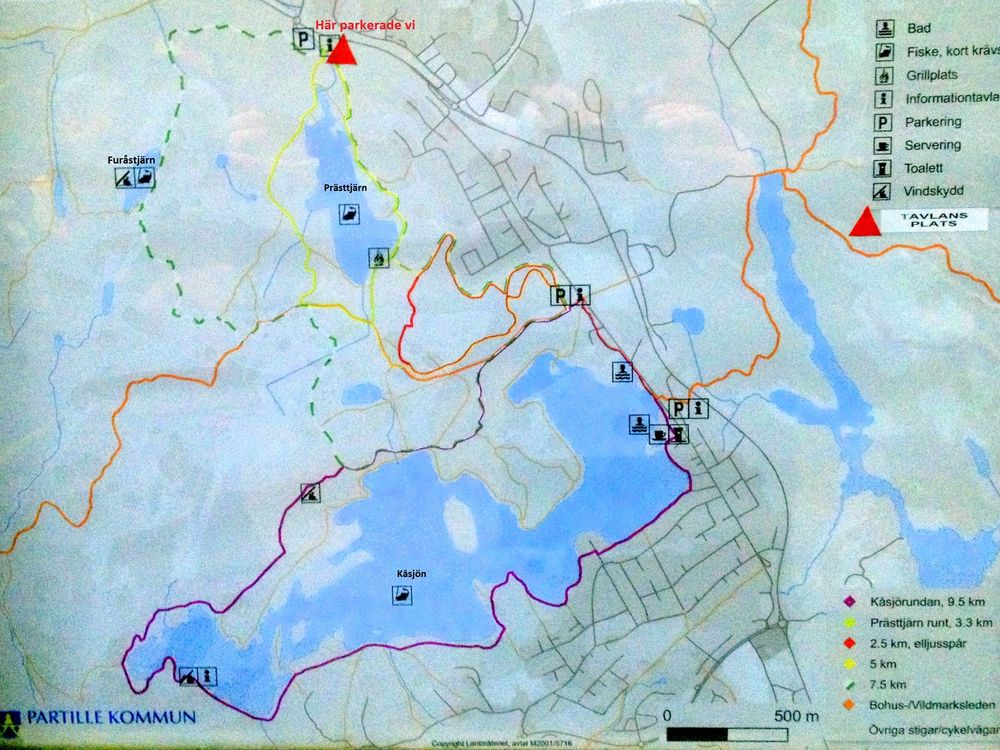 Här parkerade vi
P i
Bad
Fiske, kort krävs
Grillplats
i Informationtavla
P Parkering
Servering
Toalett
Vindskydd
TAVLANS
PLATS
Furåstjärn
Prästtjärn
P i
P i
Kåsjön
i
Kåsjörundan, 9.5 km
Prästtjärn runt, 3.3 km
2.5 km, elljusspår
5 km
7.5 km
Bohus-/Vildmarksleden
Övriga stigar/cykelvägar
PARTILLE KOMMUN
0 500 m
Copyright Lantmäteriet, avtal M2001/5716